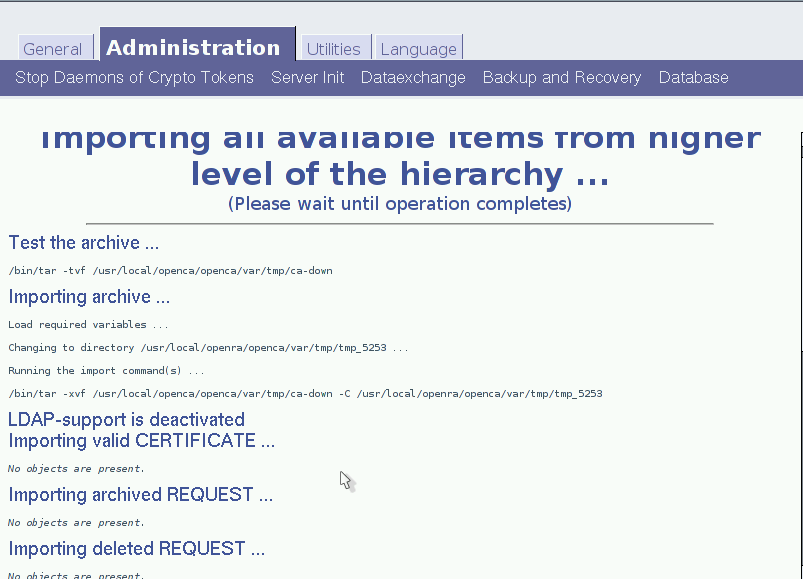 General Administration Utilities Language
Stop Daemons of Crypto Tokens Server Init Dataexchange Backup and Recovery Database
Importing all available items from higher
level of the hierarchy ...
(Please wait until operation completes)
Test the archive ...
/bin/tar -tvf /usr/local/openca/openca/var/tmp/ca-down
Importing archive ...
Load required variables ...
Changing to directory /usr/local/openra/openca/var/tmp/tmp_5253 ...
Running the import command(s) ...
/bin/tar -xvf /usr/local/openca/openca/var/tmp/ca-down -C /usr/local/openra/openca/var/tmp/tmp_5253
LDAP-support is deactivated
Importing valid CERTIFICATE ...
No objects are present.
Importing archived REQUEST ...
No objects are present.
Importing deleted REQUEST ...
No objects are present.